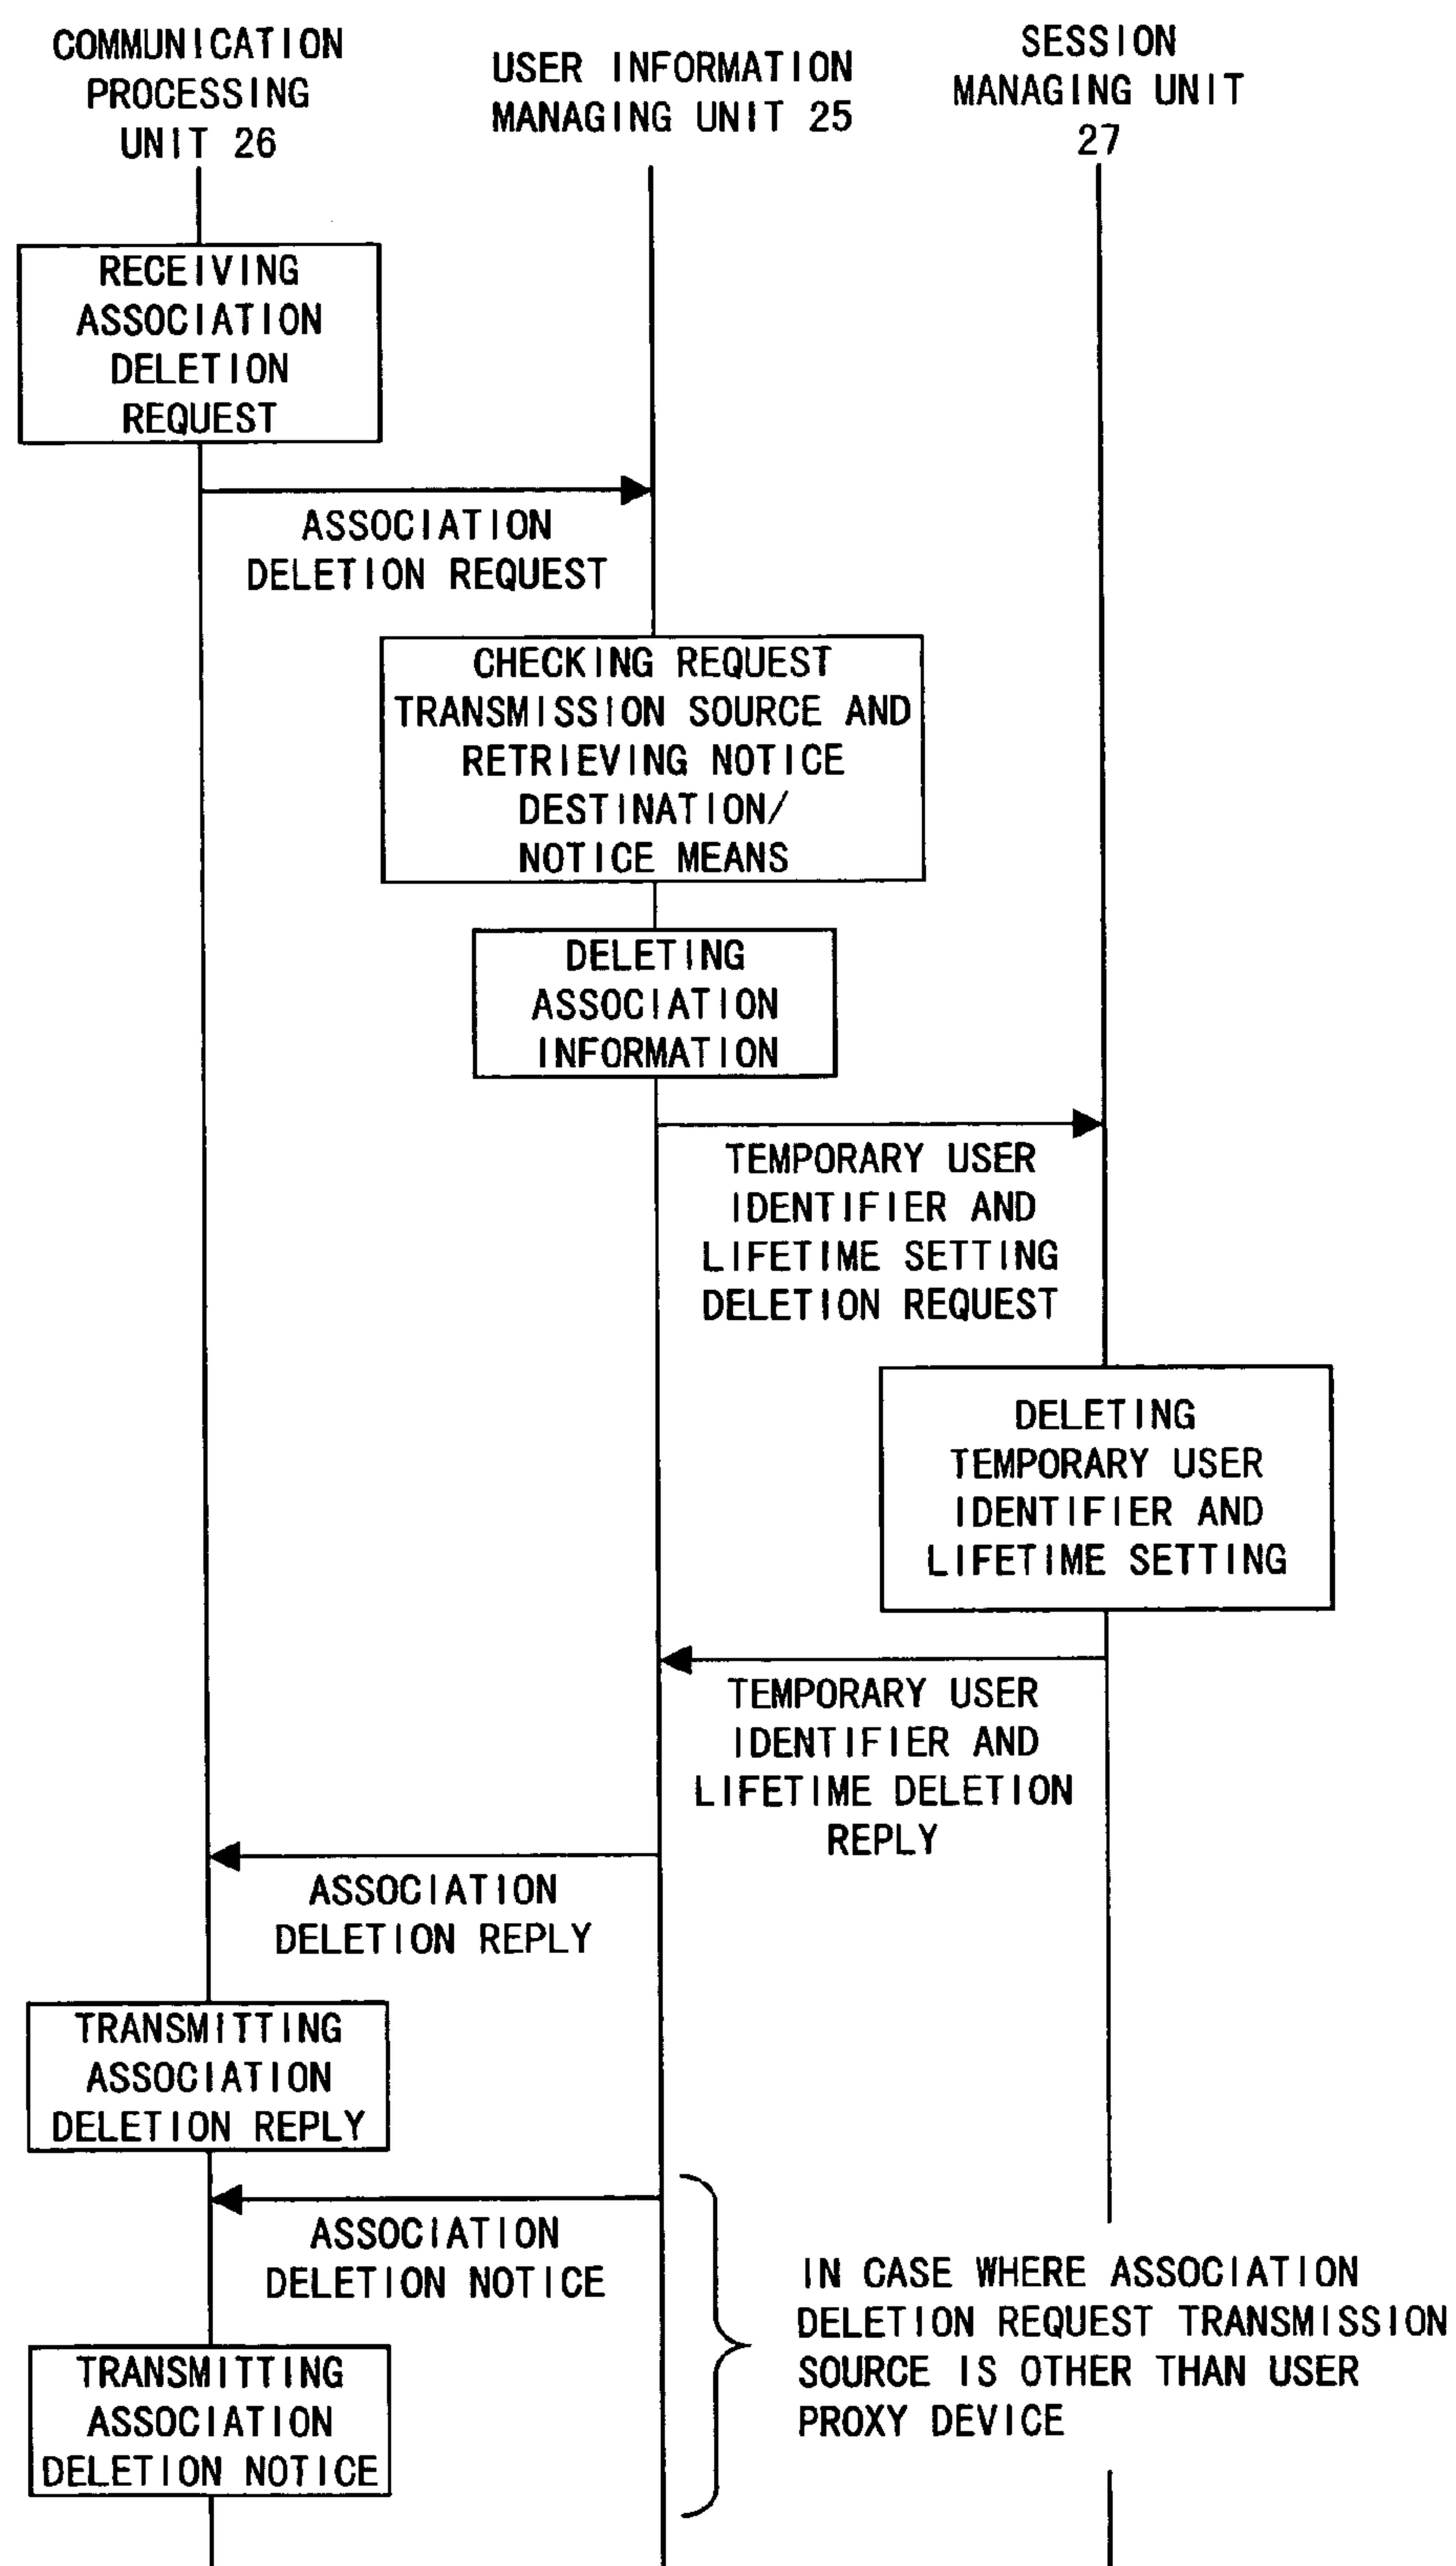 COMMUNICATION
PROCESSING
UNIT 26
USER INFORMATION
MANAGING UNIT 25
SESSION
MANAGING UNIT
27
RECEIVING
ASSOCIATION
DELETION
REQUEST
ASSOCIATION
DELETION REQUEST
CHECKING REQUEST
TRANSMISSION SOURCE AND
RETRIEVING NOTICE
DESTINATION/
NOTICE MEANS
DELETING
ASSOCIATION
INFORMATION
TEMPORARY USER
IDENTIFIER AND
LIFETIME SETTING
DELETION REQUEST
DELETING
TEMPORARY USER
IDENTIFIER AND
LIFETIME SETTING
TEMPORARY USER
IDENTIFIER AND
LIFETIME DELETION
REPLY
ASSOCIATION
DELETION REPLY
TRANSMITTING
ASSOCIATION
DELETION REPLY
ASSOCIATION
DELETION NOTICE
IN CASE WHERE ASSOCIATION
DELETION REQUEST TRANSMISSION
SOURCE IS OTHER THAN USER
PROXY DEVICE
TRANSMITTING
ASSOCIATION
DELETION NOTICE